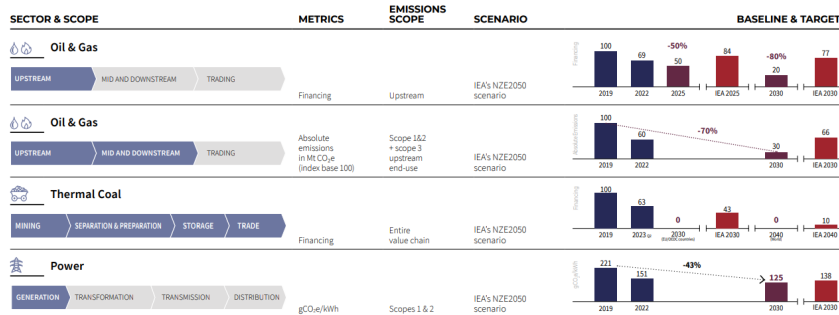 SECTOR & SCOPE METRICS EMISSIONS SCOPE SCENARIO BASELINE & TARGET
Oil & Gas
UPSTREAM MID AND DOWNSTREAM TRADING
Financing Upstream IEA's NZE2050 scenario
Financing
100 69 -50% 50 84 -80% 20 77
2019 2022 2025 IEA 2025 2030 IEA 2030
Oil & Gas
UPSTREAM MID AND DOWNSTREAM TRADING
Absolute emissions in Mt CO₂e (index base 100)
Scope 1&2 + scope 3 upstream end-use
IEA's NZE2050 scenario
Absolute Emissions
100 60 -70% 30 66
2019 2022 2030 IEA 2030
Thermal Coal
MINING SEPARATION & PREPARATION STORAGE TRADE
Financing Entire value chain IEA's NZE2050 scenario
Financing
100 63 0 43 0 10
2019 2023 2030 IEA 2030 2040 IEA 2040
Power
GENERATION TRANSFORMATION TRANSMISSION DISTRIBUTION
gCO₂e/kWh Scopes 1 & 2 IEA's NZE2050 scenario
gCO₂e/kWh
221 151 -43% 125 138
2019 2022 2030 IEA 2030